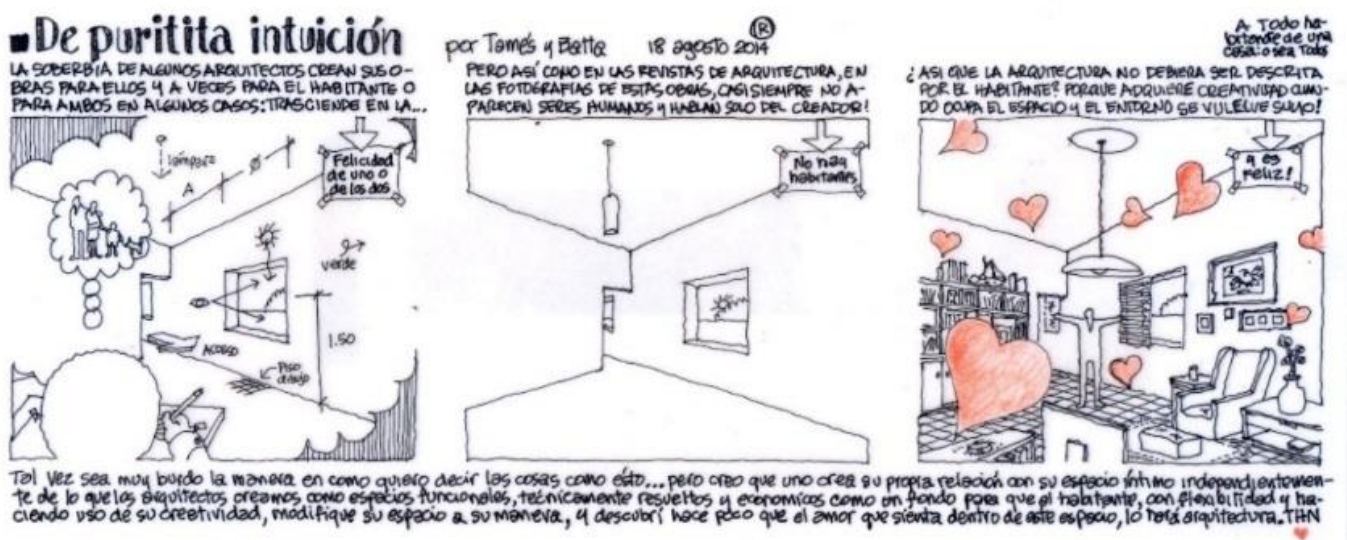 De puritita intuición
por Tamés y Batta
18 agosto 2014
®
A Todo ha-
bitante de una
casa: o sea Todos
LA SOBERBIA DE ALGUNOS ARQUITECTOS CREAN SUS O-
BRAS PARA ELLOS Y A VECES PARA EL HABITANTE O
PARA AMBOS EN ALGUNOS CASOS: TRASCIENDE EN LA...
lámpara
A
Felicidad
de uno o
de los dos
verde
1.50
ACCESO
Piso
PERO ASÍ COMO EN LAS REVISTAS DE ARQUITECTURA, EN
LAS FOTOGRAFIAS DE ESTAS OBRAS, CASI SIEMPRE NO A-
PARECEN SERES HUMANOS Y HABLAN SOLO DEL CREADOR!
No hay
habitantes
¿ASI QUE LA ARQUITECTURA NO DEBIERA SER DESCRITA
POR EL HABITANTE? PORQUE ADQUIERE CREATIVIDAD CUAN-
DO OCUPA EL ESPACIO Y EL ENTORNO SE VUELVE SUYO!
y es
feliz!
Tal vez sea muy burdo la manera en como quiero decir las cosas como ésto... pero creo que uno crea su propia relación con su espacio íntimo independientemen-
te de lo que los arquitectos creamos como espacios funcionales, técnicamente resueltos y economicos como un fondo para que el habitante, con flexibilidad y ha-
ciendo uso de su creatividad, modifique su espacio a su manera, y descubrí hace poco que el amor que sienta dentro de este espacio, lo hará arquitectura. THN